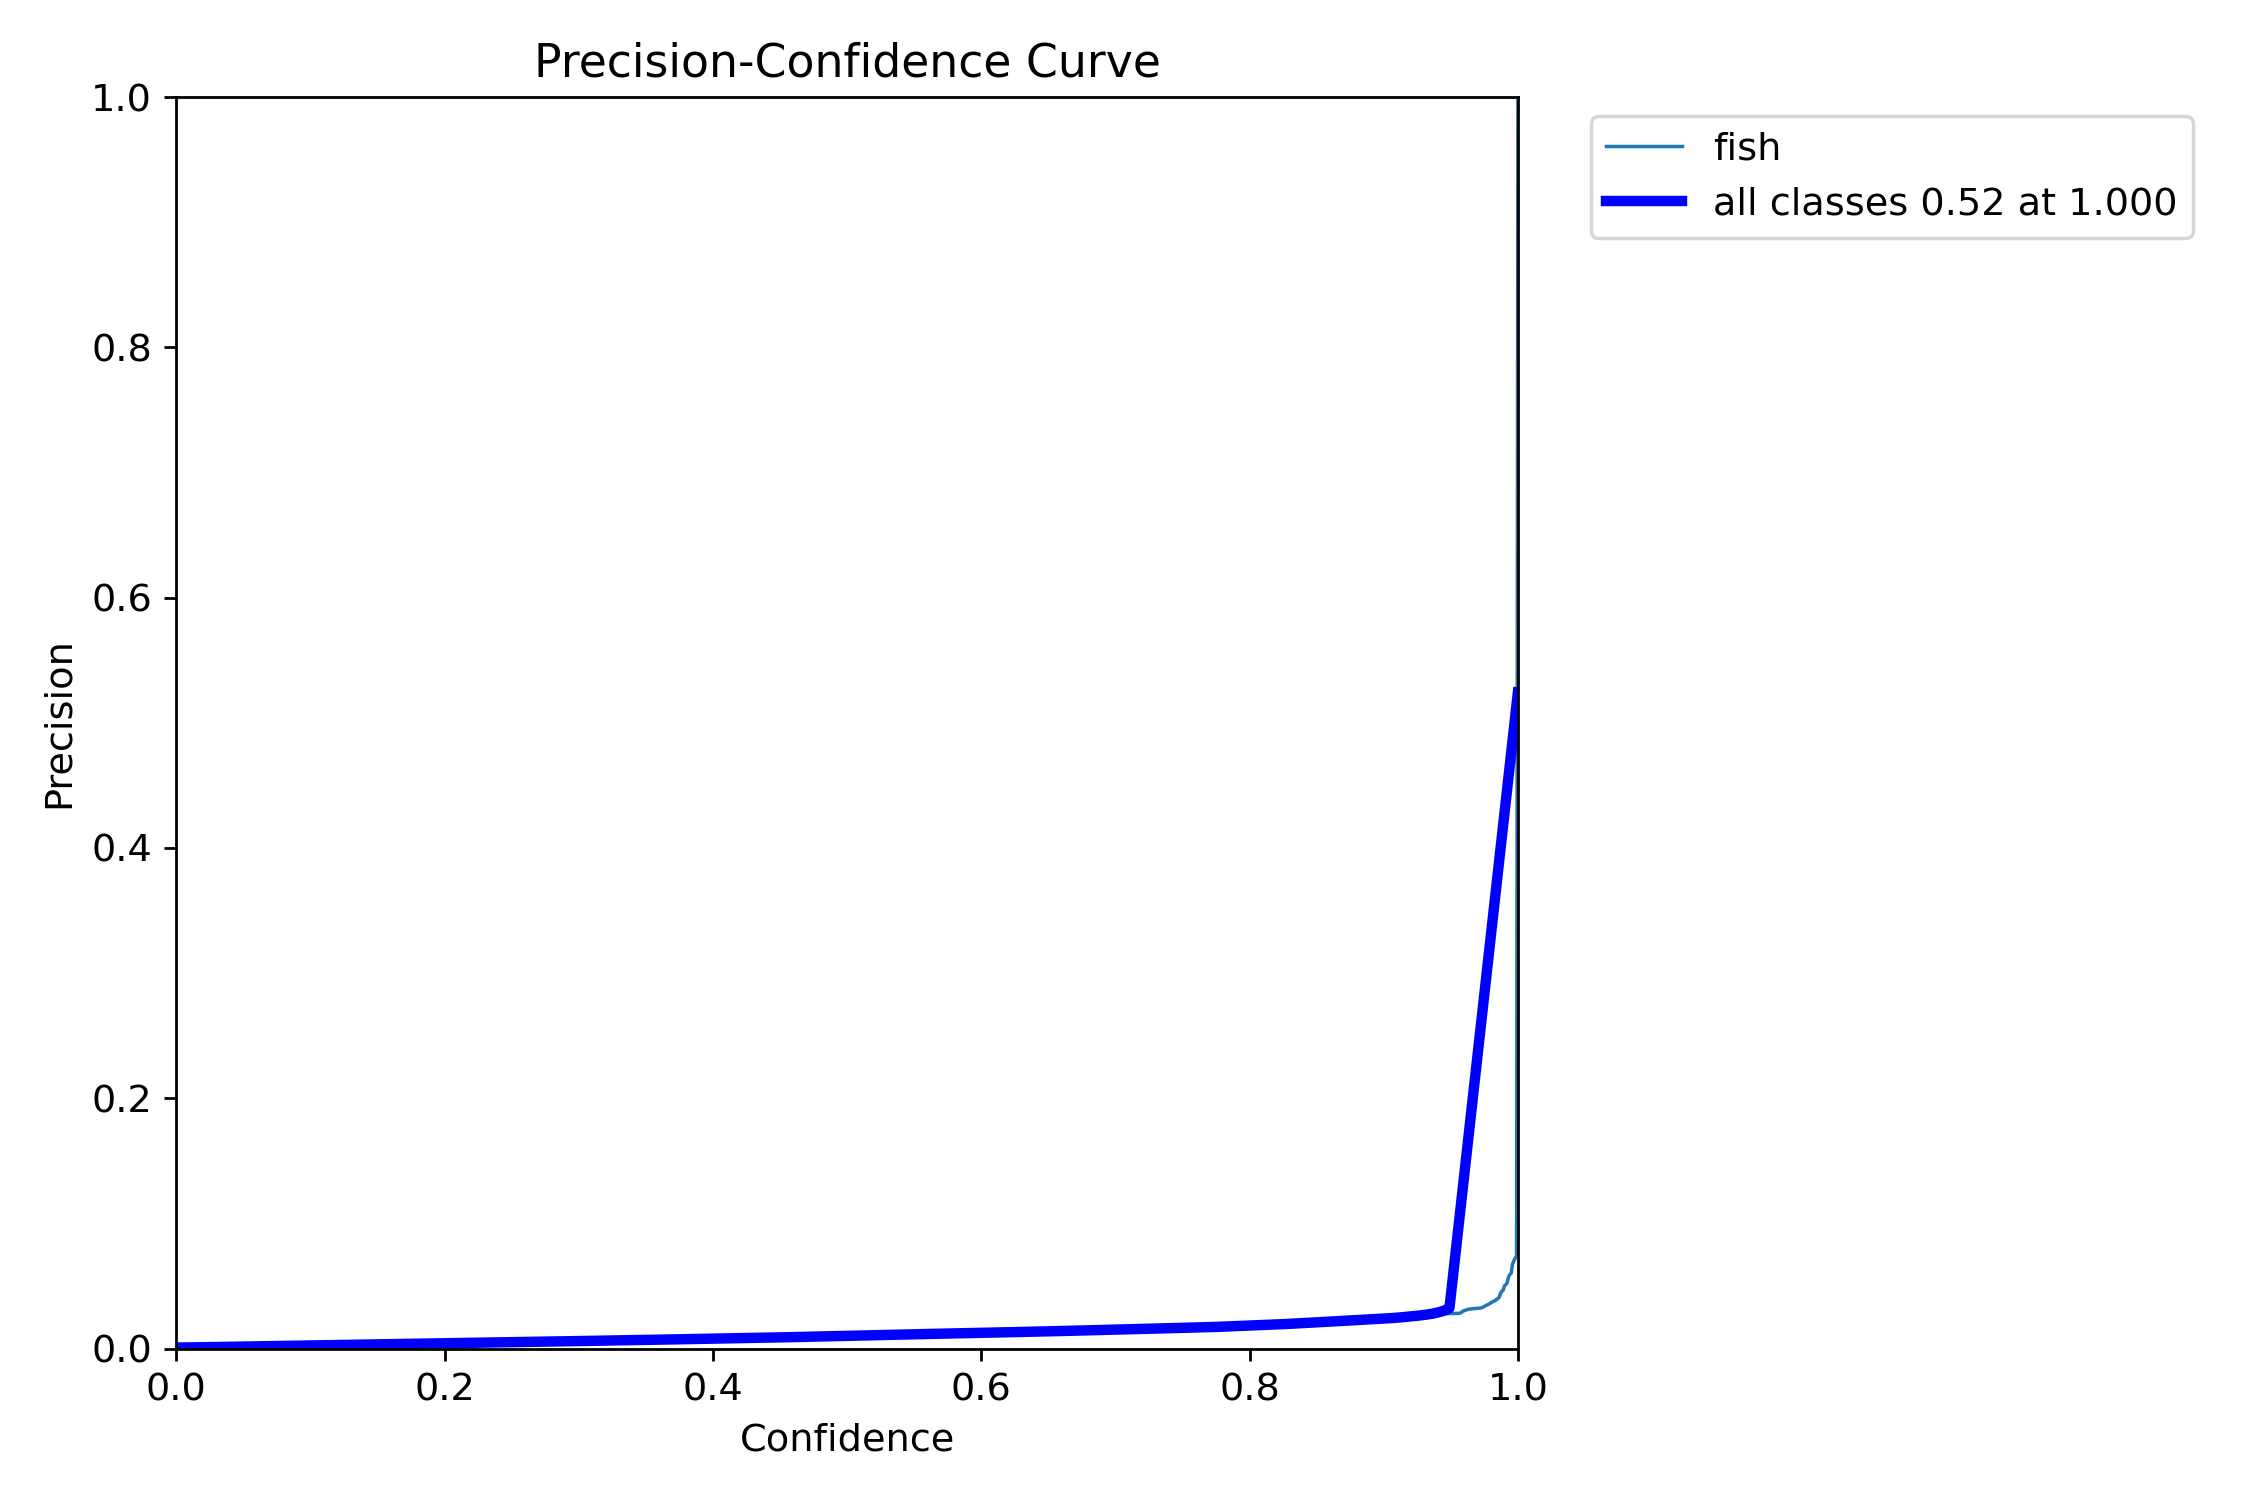 Precision-Confidence Curve
1.0
0.8
0.6
0.4
0.2
0.0
Precision
0.0 0.2 0.4 0.6 0.8 1.0
Confidence
fish
all classes 0.52 at 1.000